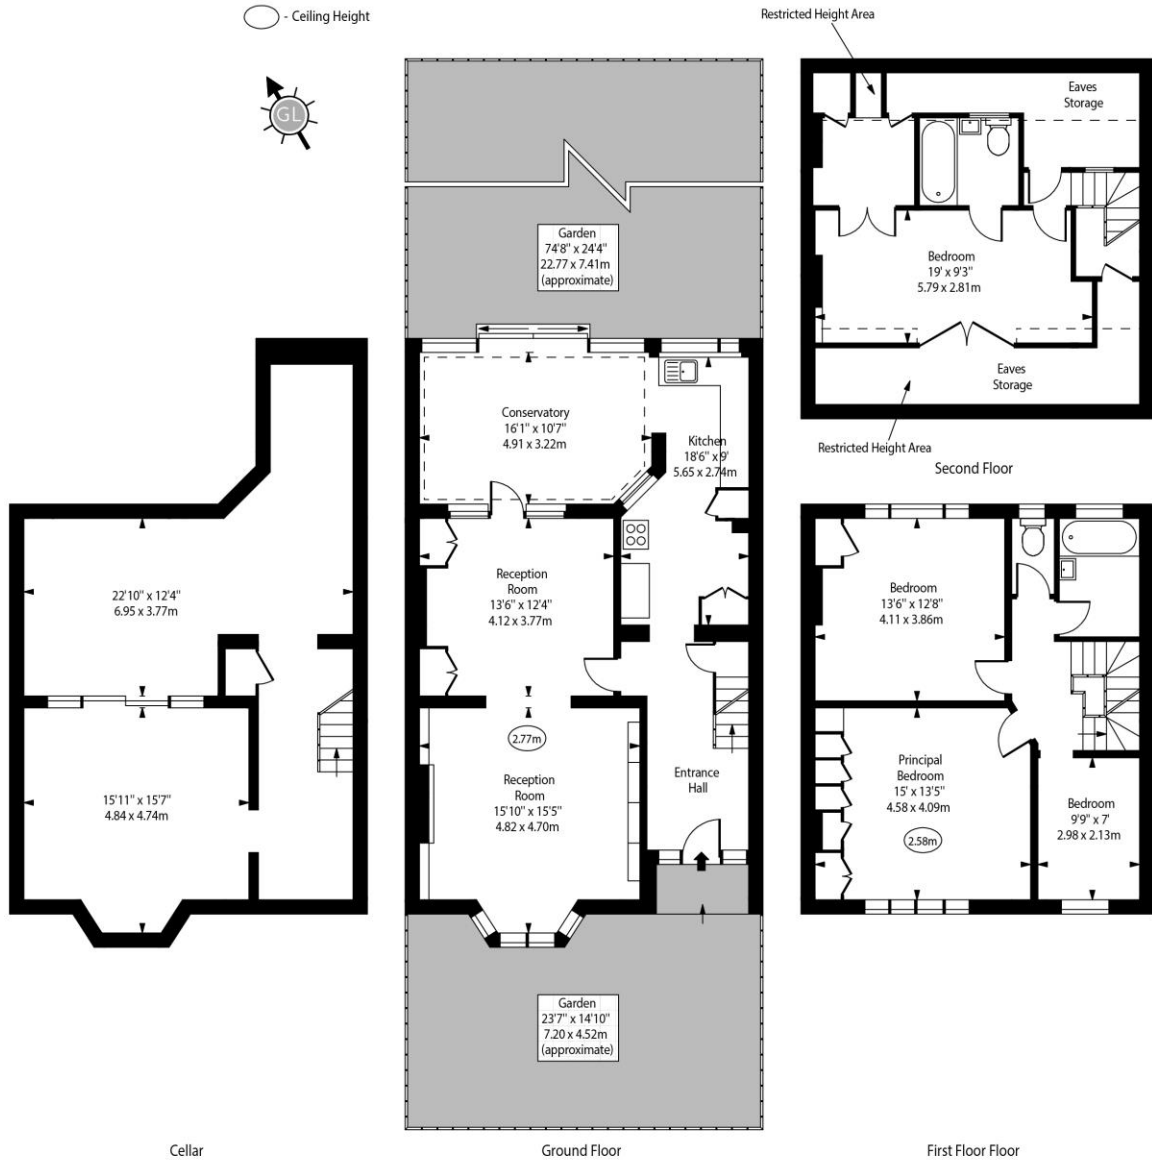 - Ceiling Height
GL
Restricted Height Area
Eaves
Storage
Bedroom
19' x 9'3"
5.79 x 2.81m
Eaves
Storage
Restricted Height Area
Second Floor
Garden
74'8" x 24'4"
22.77 x 7.41m
(approximate)
Conservatory
16'1" x 10'7"
4.91 x 3.22m
Kitchen
18'6" x 9'
5.65 x 2.74m
Reception
Room
13'6" x 12'4"
4.12 x 3.77m
2.77m
Reception
Room
15'10" x 15'5"
4.82 x 4.70m
Entrance
Hall
Garden
23'7" x 14'10"
7.20 x 4.52m
(approximate)
Ground Floor
22'10" x 12'4"
6.95 x 3.77m
15'11" x 15'7"
4.84 x 4.74m
Cellar
Bedroom
13'6" x 12'8"
4.11 x 3.86m
Principal
Bedroom
15' x 13'5"
4.58 x 4.09m
2.58m
Bedroom
9'9" x 7'
2.98 x 2.13m
First Floor Floor